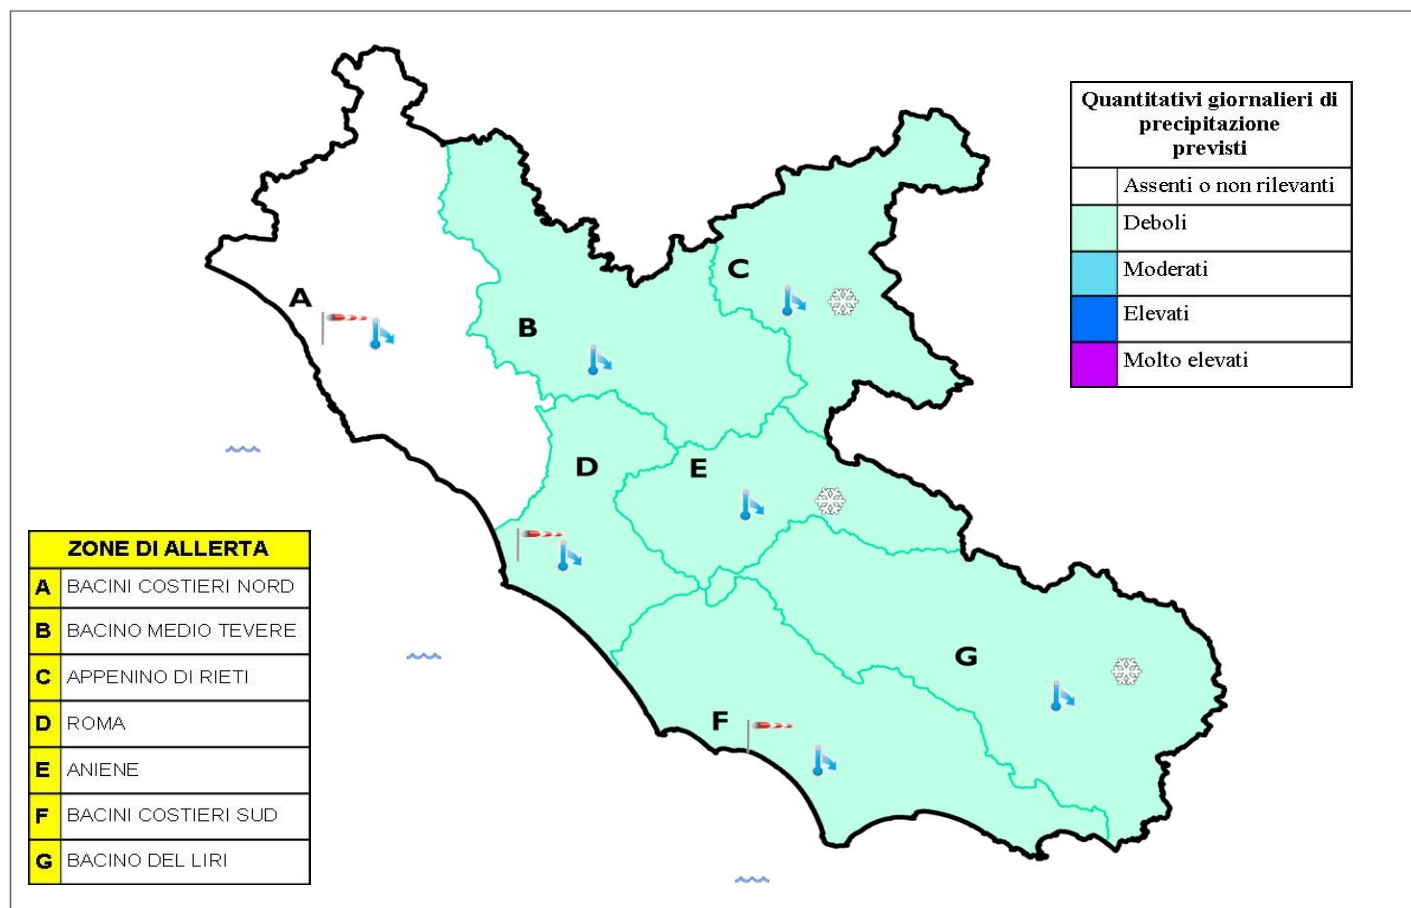 Quantitativi giornalieri di
precipitazione
previsti
Assenti o non rilevanti
Deboli
Moderati
Elevati
Molto elevati
A
B
C
D
E
F
G
ZONE DI ALLERTA
A BACINI COSTIERI NORD
B BACINO MEDIO TEVERE
C APPENINO DI RIETI
D ROMA
E ANIENE
F BACINI COSTIERI SUD
G BACINO DEL LIRI